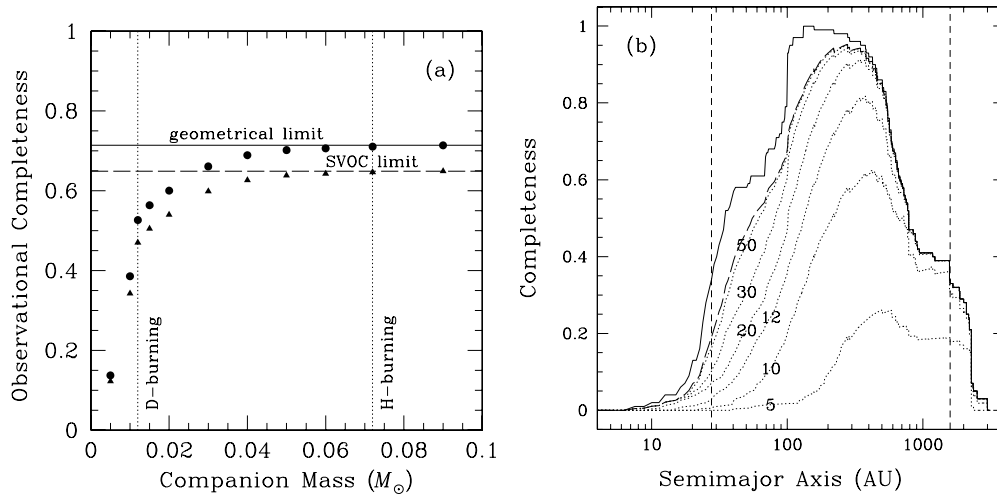 (a)
geometrical limit
SVOC limit
D-burning
H-burning
1
0.8
0.6
0.4
0.2
0
0
0.02
0.04
0.06
0.08
0.1
Observational Completeness
Companion Mass (M☉)
(b)
1
0.8
0.6
0.4
0.2
0
50
30
20
12
10
5
10
100
1000
Completeness
Semimajor Axis (AU)